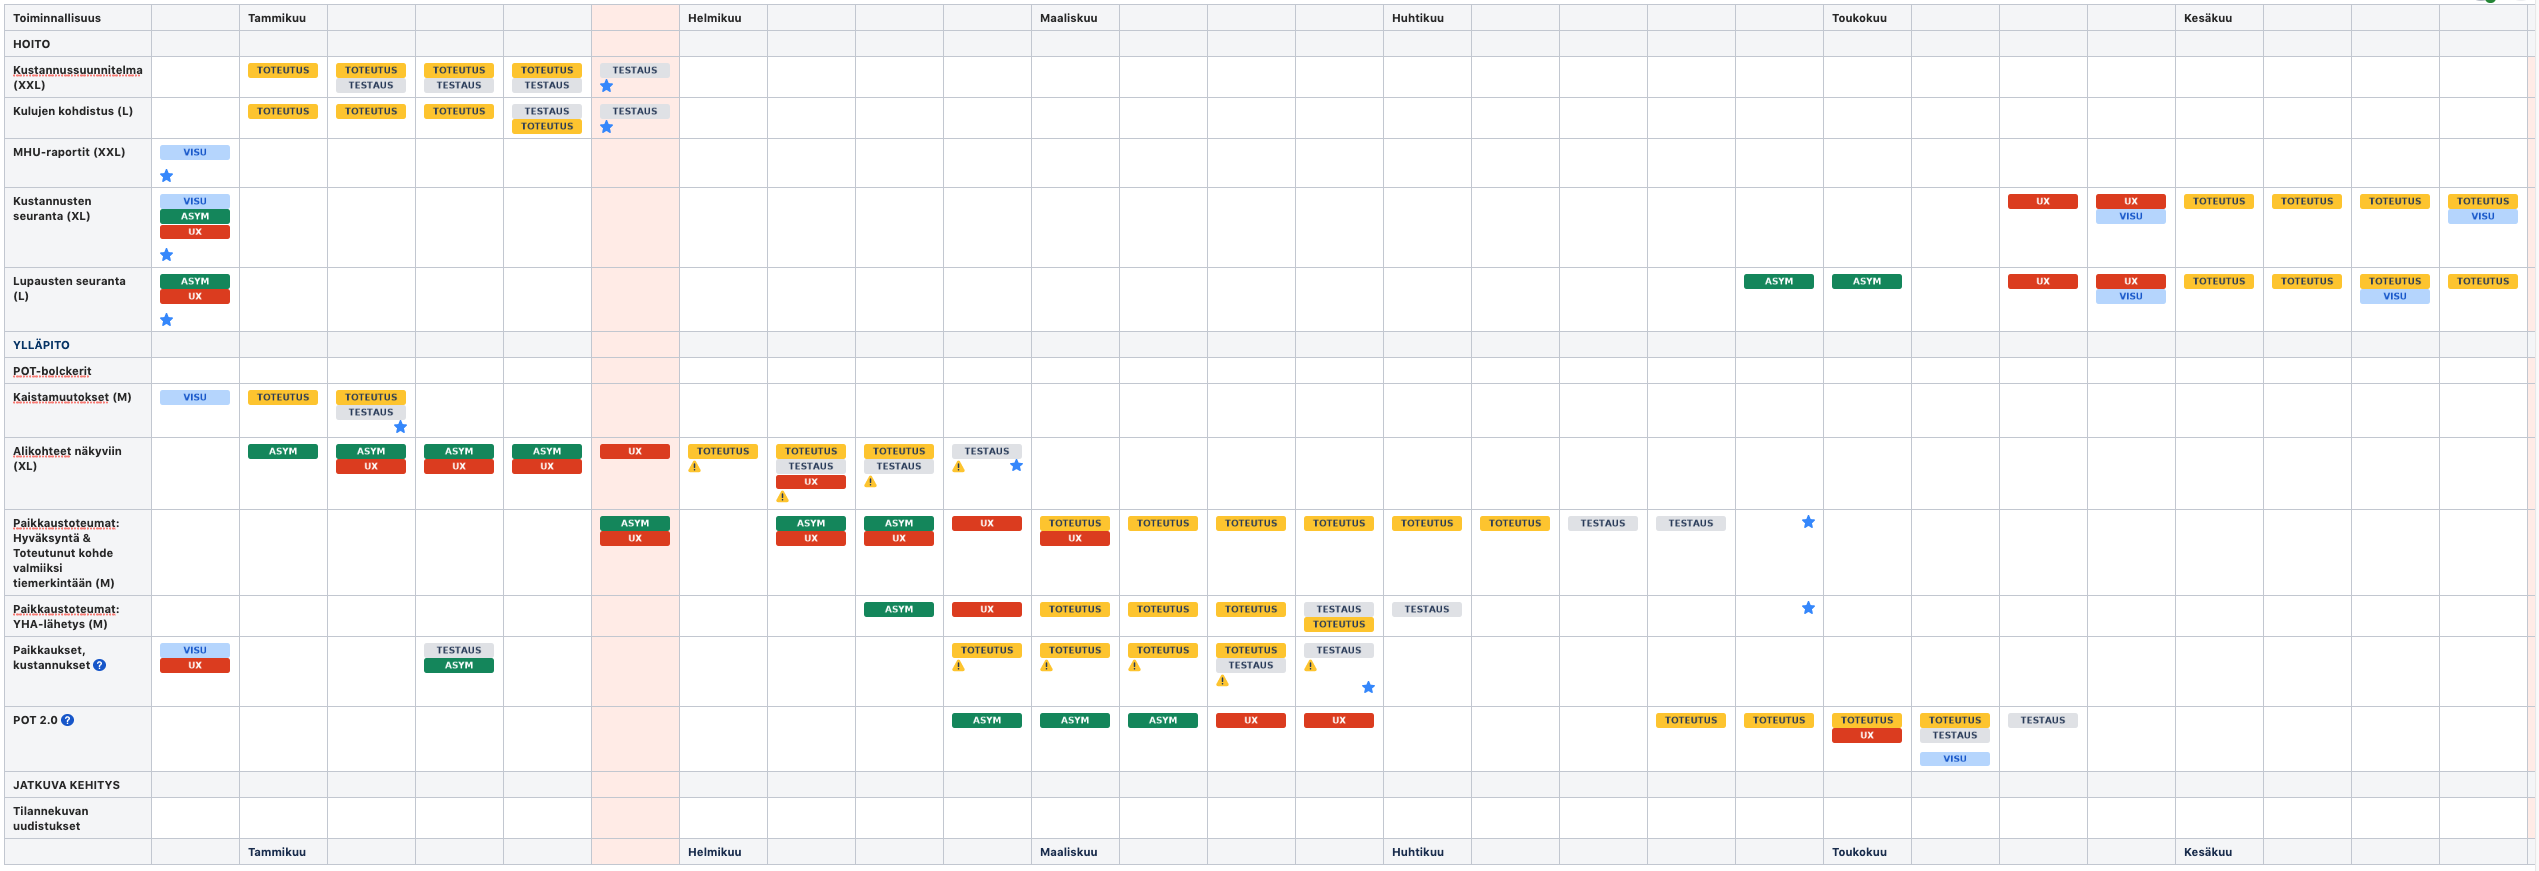 Toiminnallisuus Tammikuu Helmikuu Maaliskuu Huhtikuu Toukokuu Kesäkuu
HOITO
Kustannussuunnitelma TOTEUTUS TOTEUTUS TOTEUTUS TOTEUTUS TESTAUS
(XXL) TESTAUS TESTAUS TESTAUS
Kulujen kohdistus (L) TOTEUTUS TOTEUTUS TOTEUTUS TESTAUS TESTAUS
TOTEUTUS
MHU-raportit (XXL) VISU
Kustannusten VISU UX UX TOTEUTUS TOTEUTUS TOTEUTUS TOTEUTUS
seuranta (XL) ASYM VISU VISU
UX
Lupausten seuranta ASYM ASYM ASYM UX UX TOTEUTUS TOTEUTUS TOTEUTUS TOTEUTUS
(L) UX VISU VISU
YLLÄPITO
POT-bolckerit
Kaistamuutokset (M) VISU TOTEUTUS TOTEUTUS
TESTAUS
Alikohteet näkyviin ASYM ASYM ASYM ASYM UX TOTEUTUS TOTEUTUS TOTEUTUS TESTAUS
(XL) UX UX UX TESTAUS TESTAUS
UX
Paikkaustoteumat: ASYM ASYM ASYM UX TOTEUTUS TOTEUTUS TOTEUTUS TOTEUTUS TOTEUTUS TOTEUTUS TESTAUS TESTAUS
Hyväksyntä & UX UX UX UX
Toteutunut kohde
valmiiksi
tiemerkintään (M)
Paikkaustoteumat: ASYM UX TOTEUTUS TOTEUTUS TOTEUTUS TESTAUS TESTAUS
YHA-lähetys (M) TOTEUTUS
Paikkaukset, VISU TESTAUS TOTEUTUS TOTEUTUS TOTEUTUS TOTEUTUS TESTAUS
kustannukset ? UX ASYM TESTAUS
POT 2.0 ? ASYM ASYM ASYM UX UX TOTEUTUS TOTEUTUS TOTEUTUS TOTEUTUS TESTAUS
UX TESTAUS
VISU
JATKUVA KEHITYS
Tilannekuvan
uudistukset
Tammikuu Helmikuu Maaliskuu Huhtikuu Toukokuu Kesäkuu